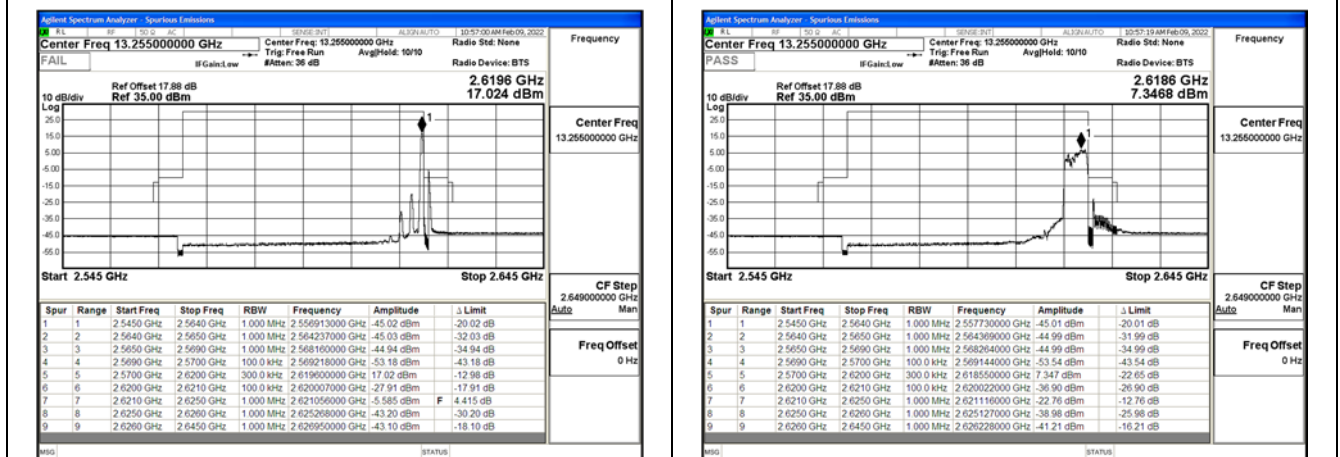 Agilent Spectrum Analyzer - Spurious Emissions
RL RF 50 Ω AC SENSE:INT ALIGN AUTO 10:57:00 AM Feb 09, 2022
Center Freq 13.255000000 GHz
Center Freq: 13.255000000 GHz
Radio Std: None
Frequency
FAIL
Trig: Free Run Avg|Hold: 10/10
IFGain:Low #Atten: 36 dB Radio Device: BTS
Ref Offset 17.88 dB
2.6196 GHz
10 dB/div Ref 35.00 dBm 17.024 dBm
Log
25.0
15.0
5.00
-5.00
-15.0
-25.0
-35.0
-45.0
-55.0
1
Start 2.545 GHz Stop 2.645 GHz
Center Freq
13.255000000 GHz
CF Step
2.649000000 GHz
Auto Man
Freq Offset
0 Hz
Spur Range Start Freq Stop Freq RBW Frequency Amplitude Δ Limit
1 1 2.5450 GHz 2.5640 GHz 1.000 MHz 2.556913000 GHz -45.02 dBm -20.02 dB
2 2 2.5640 GHz 2.5650 GHz 1.000 MHz 2.564237000 GHz -45.03 dBm -32.03 dB
3 3 2.5650 GHz 2.5690 GHz 1.000 MHz 2.568160000 GHz -44.94 dBm -34.94 dB
4 4 2.5690 GHz 2.5700 GHz 100.0 kHz 2.569218000 GHz -53.18 dBm -43.18 dB
5 5 2.5700 GHz 2.6200 GHz 300.0 kHz 2.619600000 GHz 17.02 dBm -12.98 dB
6 6 2.6200 GHz 2.6210 GHz 100.0 kHz 2.620007000 GHz -27.91 dBm -17.91 dB
7 7 2.6210 GHz 2.6250 GHz 1.000 MHz 2.621056000 GHz -5.585 dBm F 4.415 dB
8 8 2.6250 GHz 2.6260 GHz 1.000 MHz 2.625268000 GHz -43.20 dBm -30.20 dB
9 9 2.6260 GHz 2.6450 GHz 1.000 MHz 2.626950000 GHz -43.10 dBm -18.10 dB
MSG STATUS
Agilent Spectrum Analyzer - Spurious Emissions
RL RF 50 Ω AC SENSE:INT ALIGN AUTO 10:57:19 AM Feb 09, 2022
Center Freq 13.255000000 GHz
Center Freq: 13.255000000 GHz
Radio Std: None
Frequency
PASS
Trig: Free Run Avg|Hold: 10/10
IFGain:Low #Atten: 36 dB Radio Device: BTS
Ref Offset 17.88 dB
2.6186 GHz
10 dB/div Ref 35.00 dBm 7.3468 dBm
Log
25.0
15.0
5.00
-5.00
-15.0
-25.0
-35.0
-45.0
-55.0
1
Start 2.545 GHz Stop 2.645 GHz
Center Freq
13.255000000 GHz
CF Step
2.649000000 GHz
Auto Man
Freq Offset
0 Hz
Spur Range Start Freq Stop Freq RBW Frequency Amplitude Δ Limit
1 1 2.5450 GHz 2.5640 GHz 1.000 MHz 2.557730000 GHz -45.01 dBm -20.01 dB
2 2 2.5640 GHz 2.5650 GHz 1.000 MHz 2.564369000 GHz -44.99 dBm -31.99 dB
3 3 2.5650 GHz 2.5690 GHz 1.000 MHz 2.568264000 GHz -44.99 dBm -34.99 dB
4 4 2.5690 GHz 2.5700 GHz 100.0 kHz 2.569144000 GHz -53.54 dBm -43.54 dB
5 5 2.5700 GHz 2.6200 GHz 300.0 kHz 2.618550000 GHz 7.347 dBm -22.65 dB
6 6 2.6200 GHz 2.6210 GHz 100.0 kHz 2.620022000 GHz -36.90 dBm -26.90 dB
7 7 2.6210 GHz 2.6250 GHz 1.000 MHz 2.621116000 GHz -22.76 dBm -12.76 dB
8 8 2.6250 GHz 2.6260 GHz 1.000 MHz 2.625127000 GHz -38.98 dBm -25.98 dB
9 9 2.6260 GHz 2.6450 GHz 1.000 MHz 2.626228000 GHz -41.21 dBm -16.21 dB
MSG STATUS